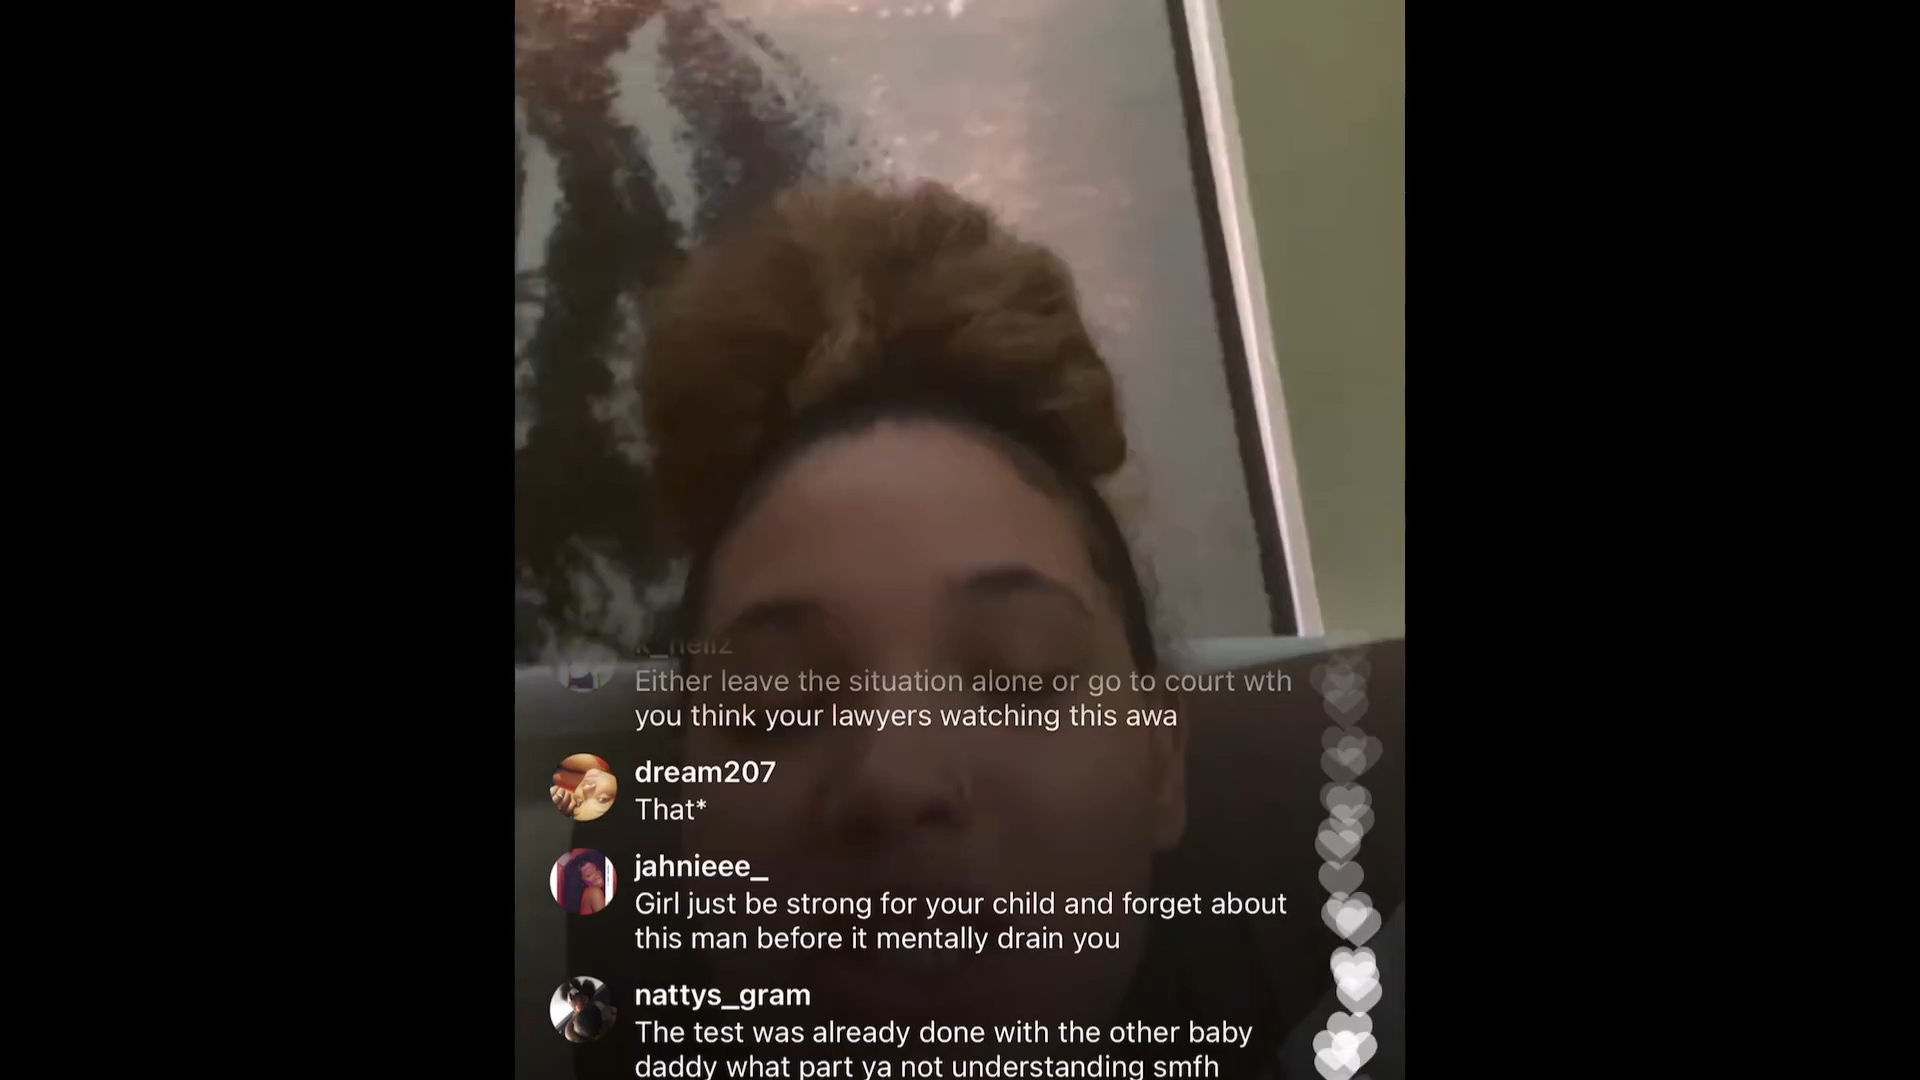 k_hellz
Either leave the situation alone or go to court wth
you think your lawyers watching this awa
dream207
That*
jahnieee_
Girl just be strong for your child and forget about
this man before it mentally drain you
nattys_gram
The test was already done with the other baby
daddy what part ya not understanding smfh